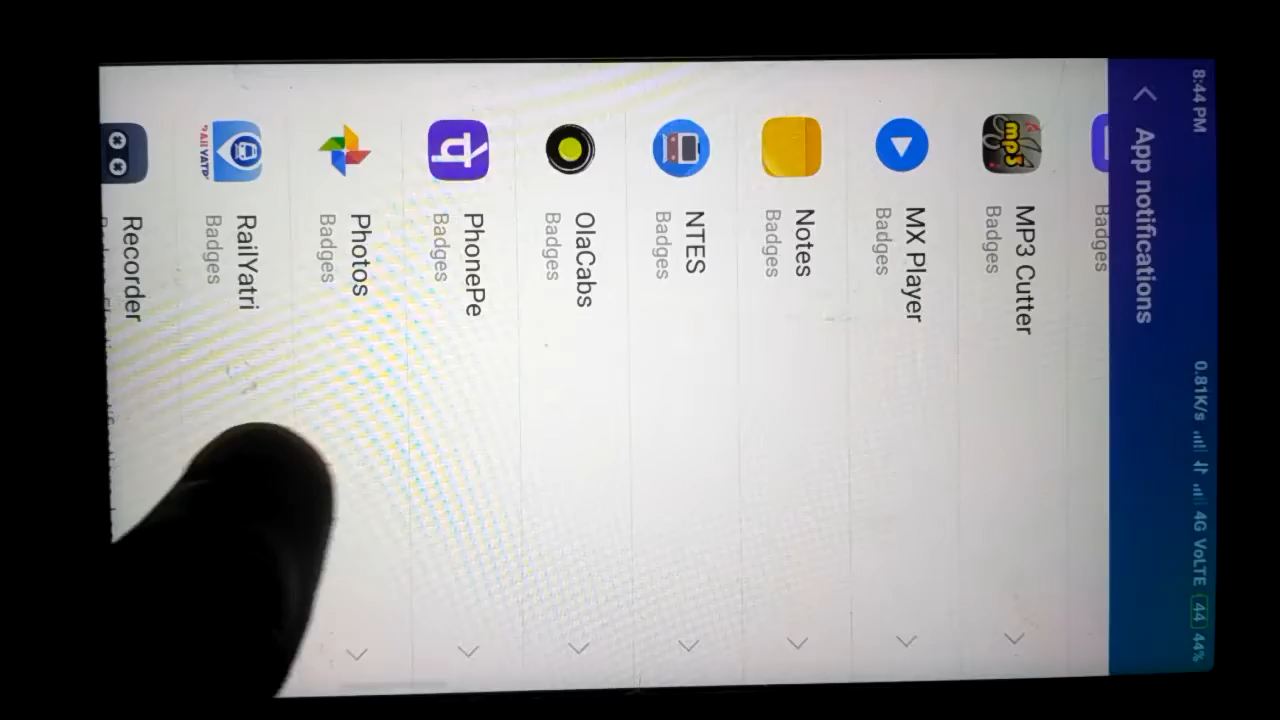 8:44 PM 0.81K/s 4G VoLTE 44 44%
App notifications
Badges
mp3
MP3 Cutter
Badges
MX Player
Badges
Notes
Badges
NTES
Badges
OlaCabs
Badges
PhonePe
Badges
Photos
Badges
RailYatri
Badges
Recorder